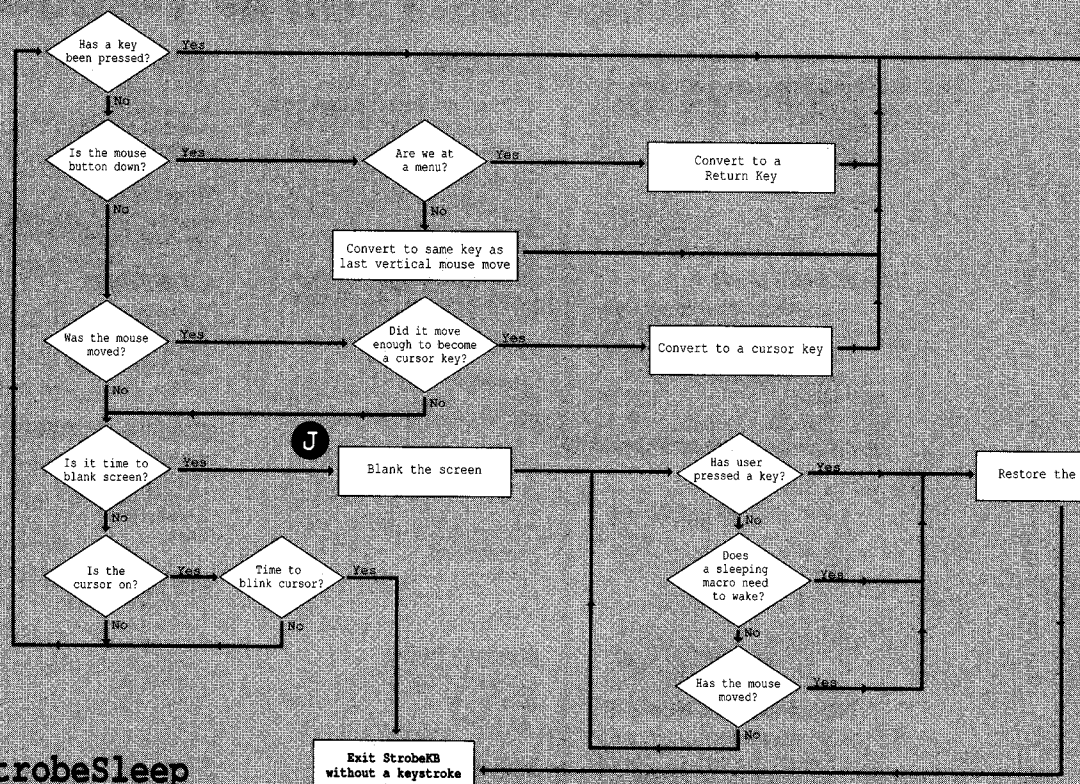 Has a key
been pressed?
Yes
No
Is the mouse
button down?
Yes
Are we at
a menu?
Yes
Convert to a
Return Key
No
No
Convert to same key as
last vertical mouse move
Was the mouse
moved?
Yes
Did it move
enough to become
a cursor key?
Yes
Convert to a cursor key
No
No
J
Is it time to
blank screen?
Yes
Blank the screen
Has user
pressed a key?
Yes
Restore the
No
No
Is the
cursor on?
Yes
Time to
blink cursor?
Yes
Does
a sleeping
macro need
to wake?
Yes
No
No
No
Has the mouse
moved?
Yes
No
Exit StrobeKB
without a keystroke
trobeSleep